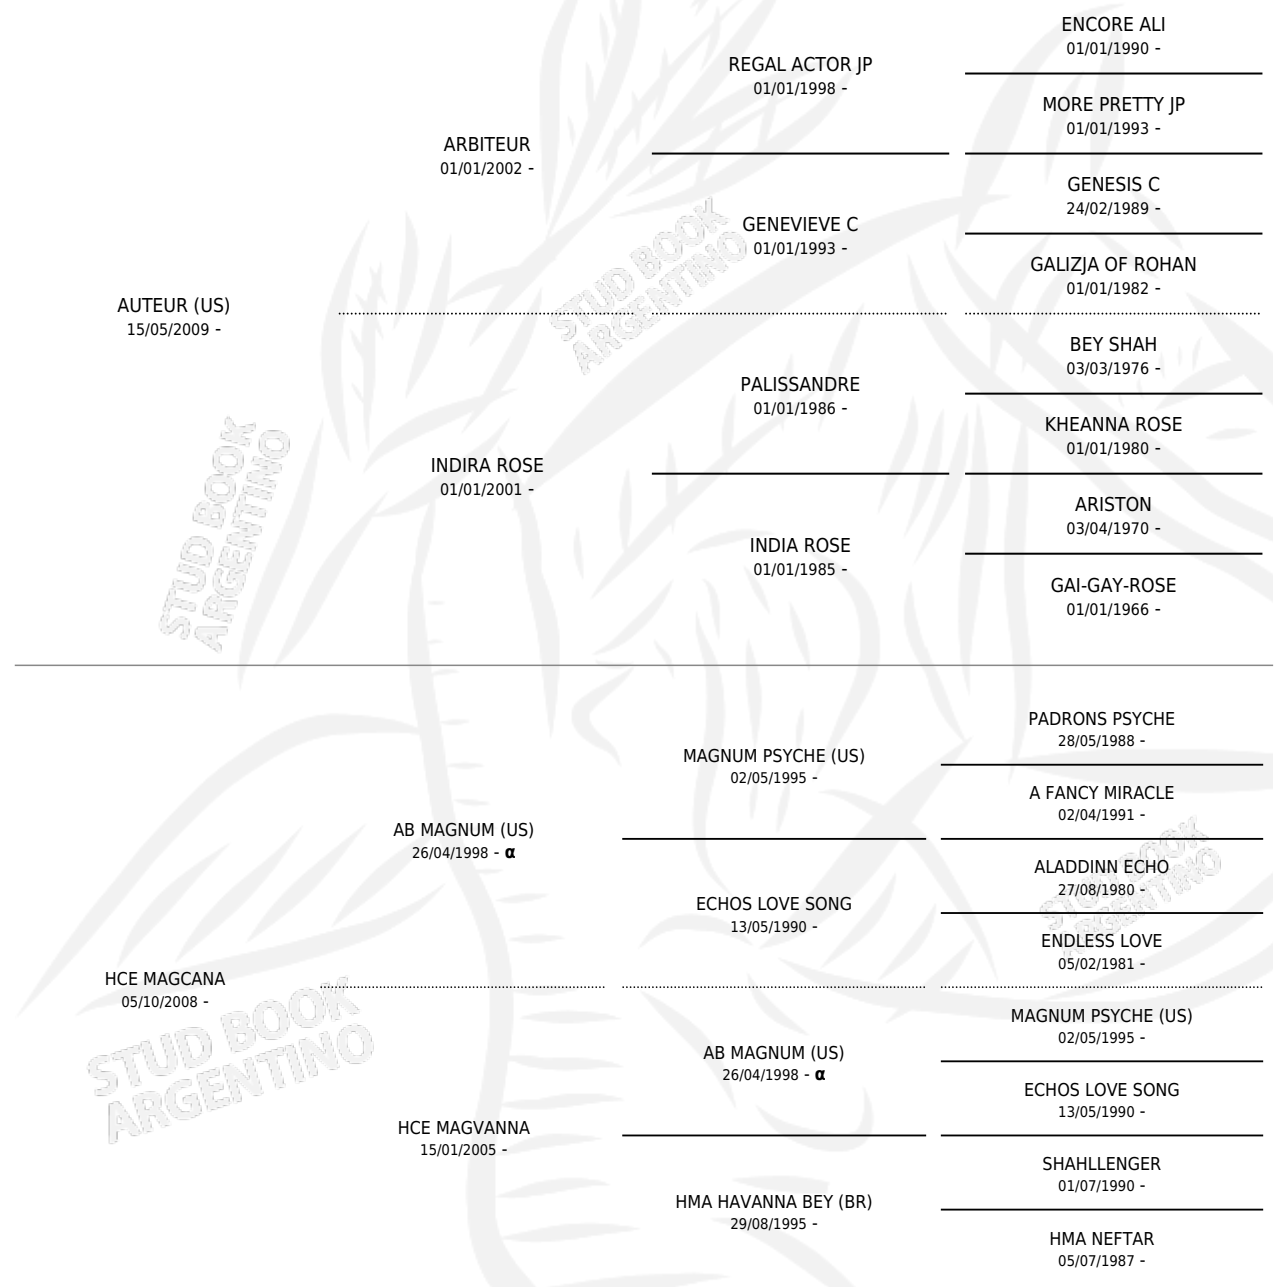 ENCORE ALI
01/01/1990 -
REGAL ACTOR JP
01/01/1998 -
MORE PRETTY JP
01/01/1993 -
ARBITEUR
01/01/2002 -
GENESIS C
24/02/1989 -
GENEVIEVE C
01/01/1993 -
GALIZJA OF ROHAN
01/01/1982 -
AUTEUR (US)
15/05/2009 -
BEY SHAH
03/03/1976 -
PALISSANDRE
01/01/1986 -
KHEANNA ROSE
01/01/1980 -
INDIRA ROSE
01/01/2001 -
ARISTON
03/04/1970 -
INDIA ROSE
01/01/1985 -
GAI-GAY-ROSE
01/01/1966 -
STUD BOOK
ARGENTINO
STUD BOOK
ARGENTINO
PADRONS PSYCHE
28/05/1988 -
MAGNUM PSYCHE (US)
02/05/1995 -
A FANCY MIRACLE
02/04/1991 -
AB MAGNUM (US)
26/04/1998 - α
ALADDINN ECHO
27/08/1980 -
ECHOS LOVE SONG
13/05/1990 -
ENDLESS LOVE
05/02/1981 -
HCE MAGCANA
05/10/2008 -
MAGNUM PSYCHE (US)
02/05/1995 -
AB MAGNUM (US)
26/04/1998 - α
ECHOS LOVE SONG
13/05/1990 -
HCE MAGVANNA
15/01/2005 -
SHAHLLENGER
01/07/1990 -
HMA HAVANNA BEY (BR)
29/08/1995 -
HMA NEFTAR
05/07/1987 -
STUD BOOK
ARGENTINO
STUD BOOK
ARGENTINO